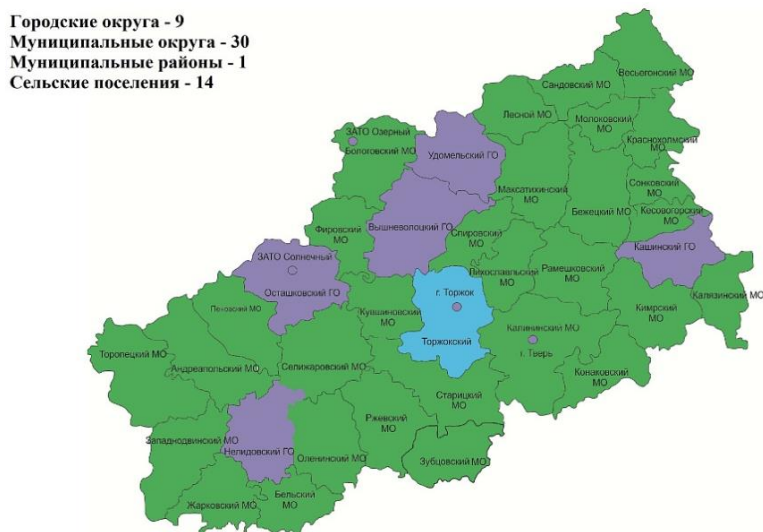 Городские округа - 9
Муниципальные округа - 30
Муниципальные районы - 1
Сельские поселения - 14
Весьегонский МО
Сандовский МО
Лесной МО
Молоковский
МО
Краснохолмский
МО
ЗАТО Озерный
Бологовский МО
Удомельский ГО
Максатихинский
МО
Сонковский
МО
Бежецкий МО
Кесовогорский
МО
Вышневолоцкий ГО
Фировский
МО
Спировский
МО
Кашинский ГО
ЗАТО Солнечный
Осташковский ГО
Лихославльский
МО
Рамешковский
МО
г. Торжок
Калязинский МО
Пеновский МО
Кувшиновский
МО
Кимрский
МО
Калининский МО
Торжокский
г. Тверь
Торопецкий МО
Андреапольский МО
Селижаровский МО
Конаковский
МО
Старицкий
МО
Ржевский
МО
Западнодвинский МО
Нелидовский ГО
Оленинский МО
Зубцовский МО
Бельский
МО
Жарковский МО